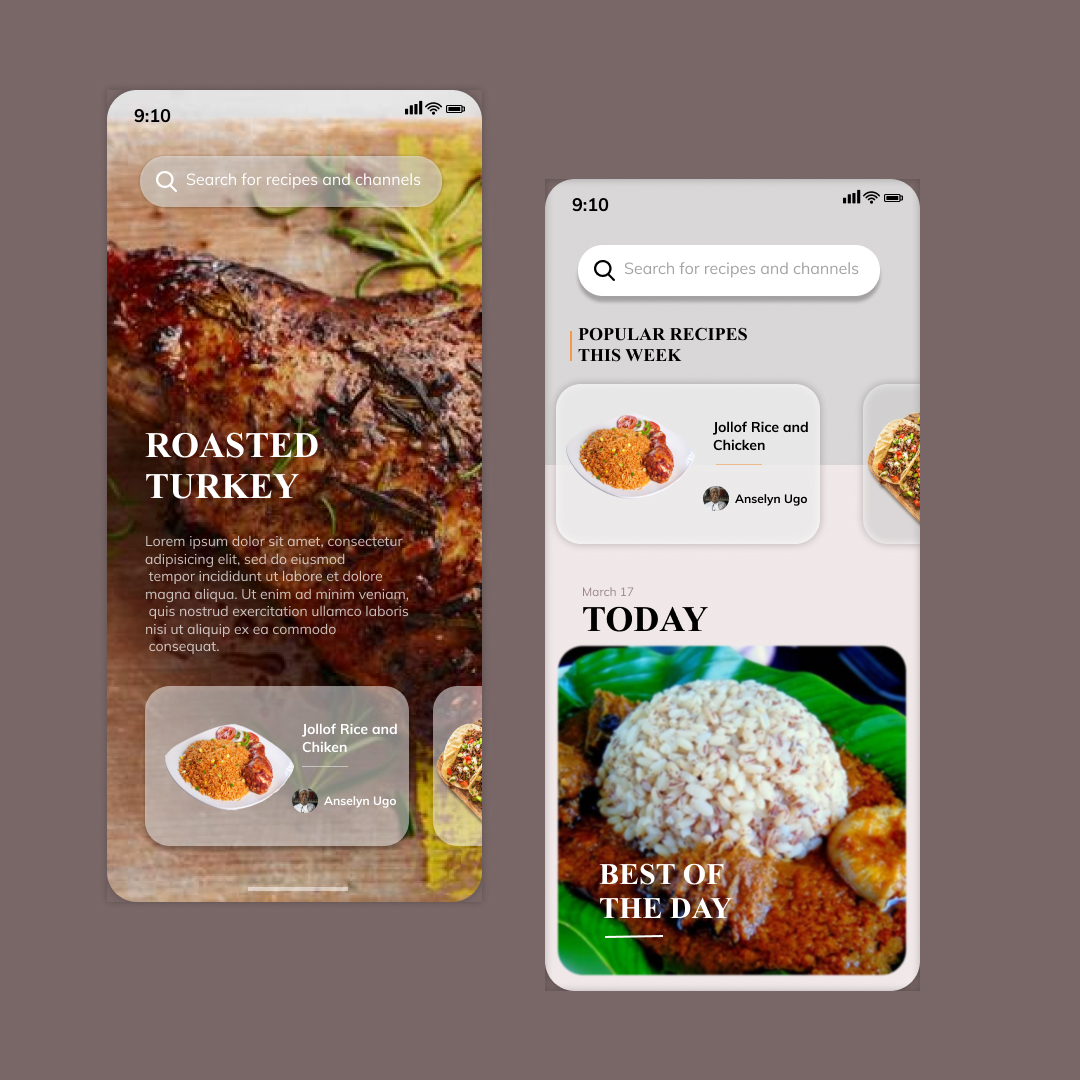 9:10
Search for recipes and channels
ROASTED
TURKEY
Lorem ipsum dolor sit amet, consectetur
adipisicing elit, sed do eiusmod
tempor incididunt ut labore et dolore
magna aliqua. Ut enim ad minim veniam,
quis nostrud exercitation ullamco laboris
nisi ut aliquip ex ea commodo
consequat.
Jollof Rice and
Chiken
Anselyn Ugo
9:10
Search for recipes and channels
POPULAR RECIPES
THIS WEEK
Jollof Rice and
Chicken
Anselyn Ugo
March 17
TODAY
BEST OF
THE DAY